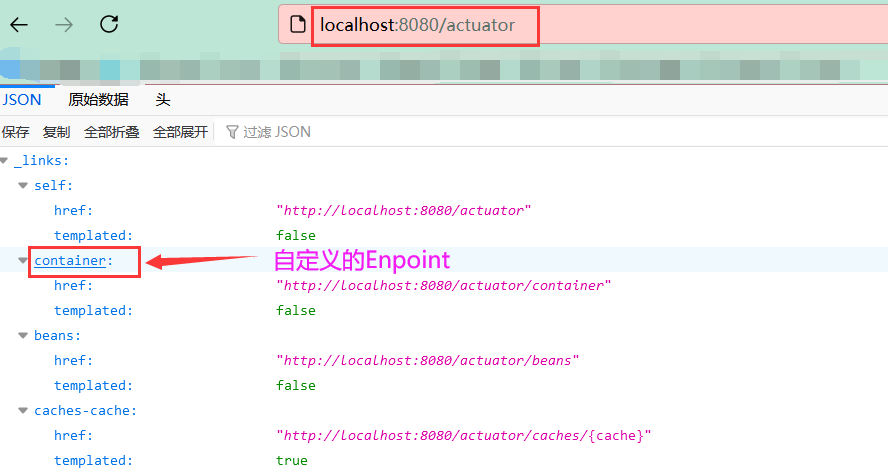 localhost:8080/actuator
JSON 原始数据 头
保存 复制 全部折叠 全部展开 过滤 JSON
_links:
self:
href: "http://localhost:8080/actuator"
templated: false
container: 自定义的Enpoint
href: "http://localhost:8080/actuator/container"
templated: false
beans:
href: "http://localhost:8080/actuator/beans"
templated: false
caches-cache:
href: "http://localhost:8080/actuator/caches/{cache}"
templated: true